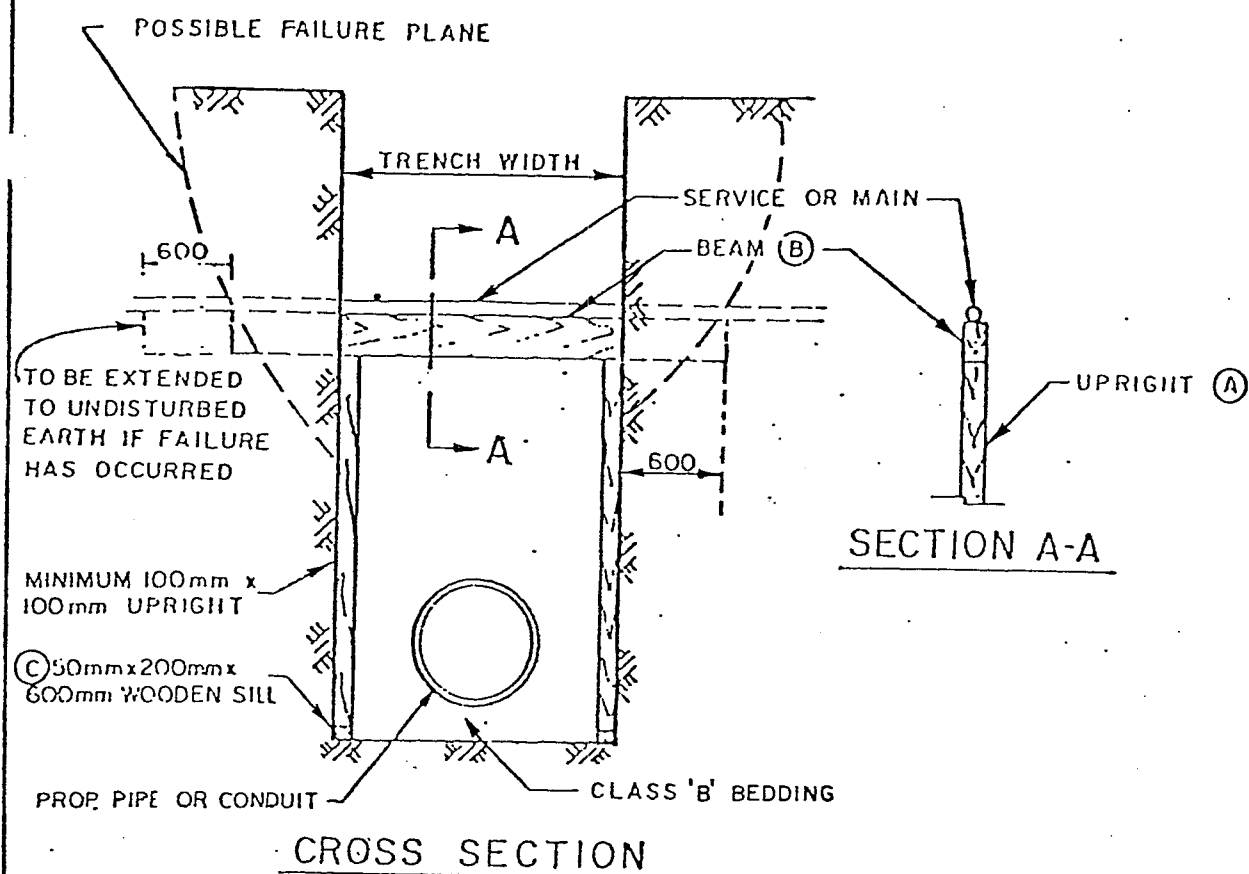 POSSIBLE FAILURE PLANE
TRENCH WIDTH
SERVICE OR MAIN
A
BEAM B
600
TO BE EXTENDED
TO UNDISTURBED
EARTH IF FAILURE
HAS OCCURRED
A
600
UPRIGHT A
SECTION A-A
MINIMUM 100mm x
100mm UPRIGHT
C 50mm x 200mm x
600mm WOODEN SILL
PROP. PIPE OR CONDUIT
CLASS 'B' BEDDING
CROSS SECTION